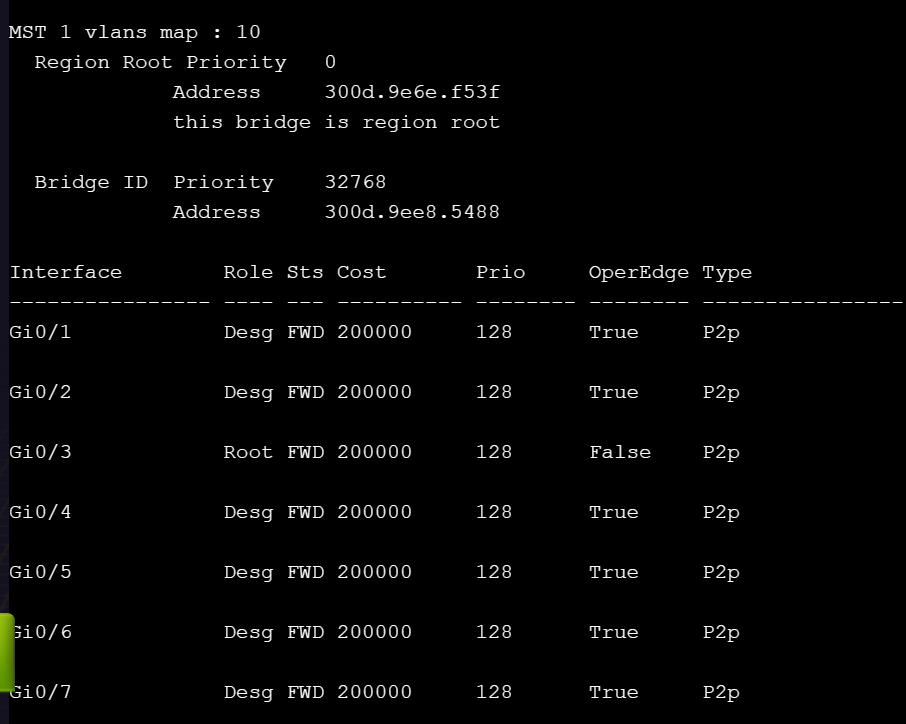 MST 1 vlans map : 10
  Region Root Priority   0
             Address     300d.9e6e.f53f
             this bridge is region root
  Bridge ID  Priority    32768
             Address     300d.9ee8.5488
Interface        Role Sts Cost       Prio     OperEdge Type
---------------- ---- --- ---------- -------- -------- ----------------
Gi0/1            Desg FWD 200000     128      True     P2p
Gi0/2            Desg FWD 200000     128      True     P2p
Gi0/3            Root FWD 200000     128      False    P2p
Gi0/4            Desg FWD 200000     128      True     P2p
Gi0/5            Desg FWD 200000     128      True     P2p
Gi0/6            Desg FWD 200000     128      True     P2p
Gi0/7            Desg FWD 200000     128      True     P2p